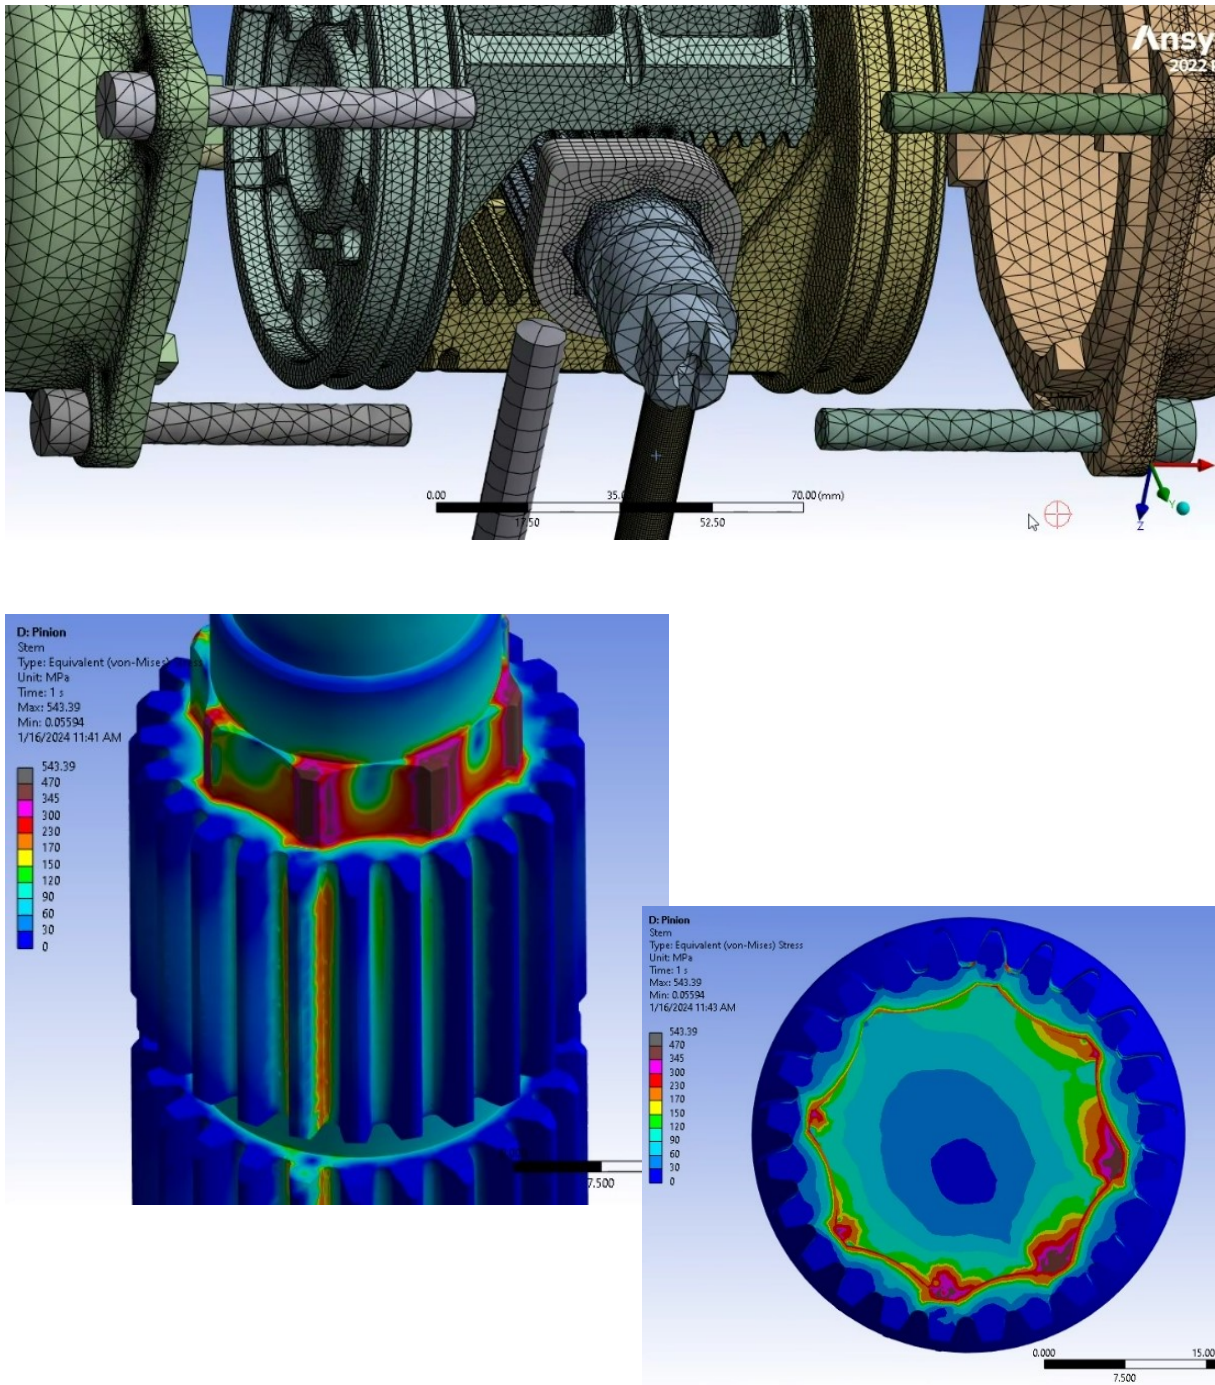 Ansy
2022 R
0.00
35.
70.00 (mm)
17.50
52.50
Y
Z
D: Pinion
Stem
Type: Equivalent (von-Mises)
Unit: MPa
Time: 1 s
Max: 543.39
Min: 0.05594
1/16/2024 11:41 AM
543.39
470
345
300
230
170
150
120
90
60
30
0
7.500
D: Pinion
Stem
Type: Equivalent (von-Mises) Stress
Unit: MPa
Time: 1 s
Max: 543.39
Min: 0.05594
1/16/2024 11:43 AM
543.39
470
345
300
230
170
150
120
90
60
30
0
0.000
15.00
7.500